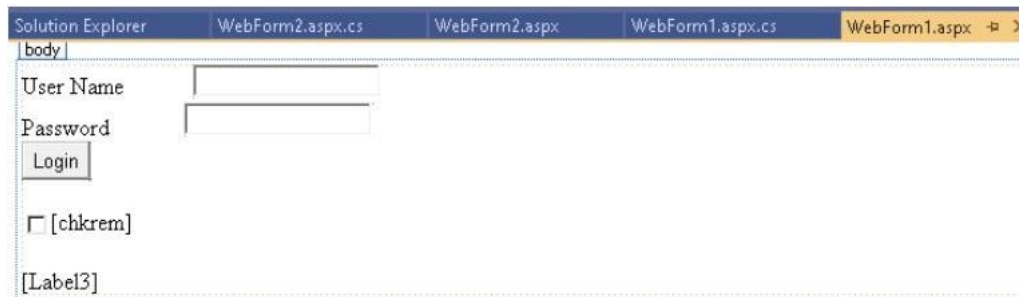 Solution Explorer WebForm2.aspx.cs WebForm2.aspx WebForm1.aspx.cs WebForm1.aspx
body
User Name
Password
Login
[chkrem]
[Label3]